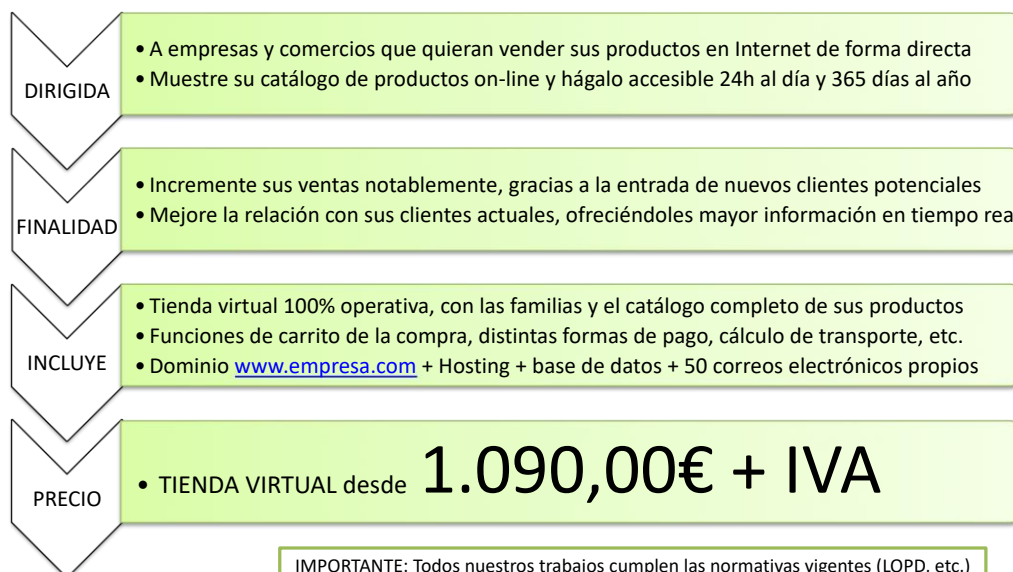 DIRIGIDA
• A empresas y comercios que quieran vender sus productos en Internet de forma directa
• Muestre su catálogo de productos on-line y hágalo accesible 24h al día y 365 días al año
FINALIDAD
• Incremente sus ventas notablemente, gracias a la entrada de nuevos clientes potenciales
• Mejore la relación con sus clientes actuales, ofreciéndoles mayor información en tiempo rea
INCLUYE
• Tienda virtual 100% operativa, con las familias y el catálogo completo de sus productos
• Funciones de carrito de la compra, distintas formas de pago, cálculo de transporte, etc.
• Dominio www.empresa.com + Hosting + base de datos + 50 correos electrónicos propios
PRECIO
• TIENDA VIRTUAL desde 1.090,00€ + IVA
IMPORTANTE: Todos nuestros trabajos cumplen las normativas vigentes (LOPD, etc.)